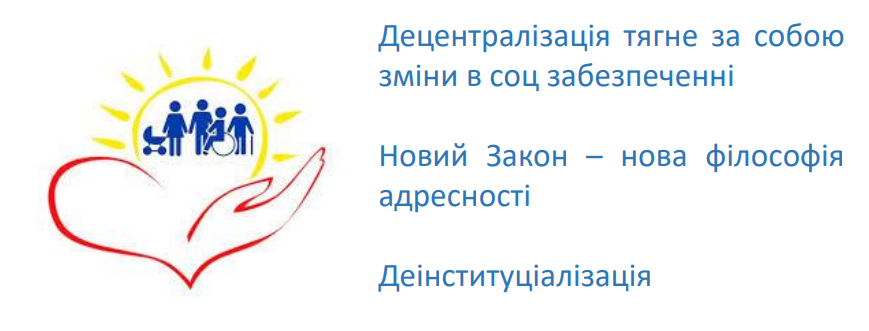 Децентралізація тягне за собою
зміни в соц забезпеченні
Новий Закон – нова філософія
адресності
Деінституціалізація